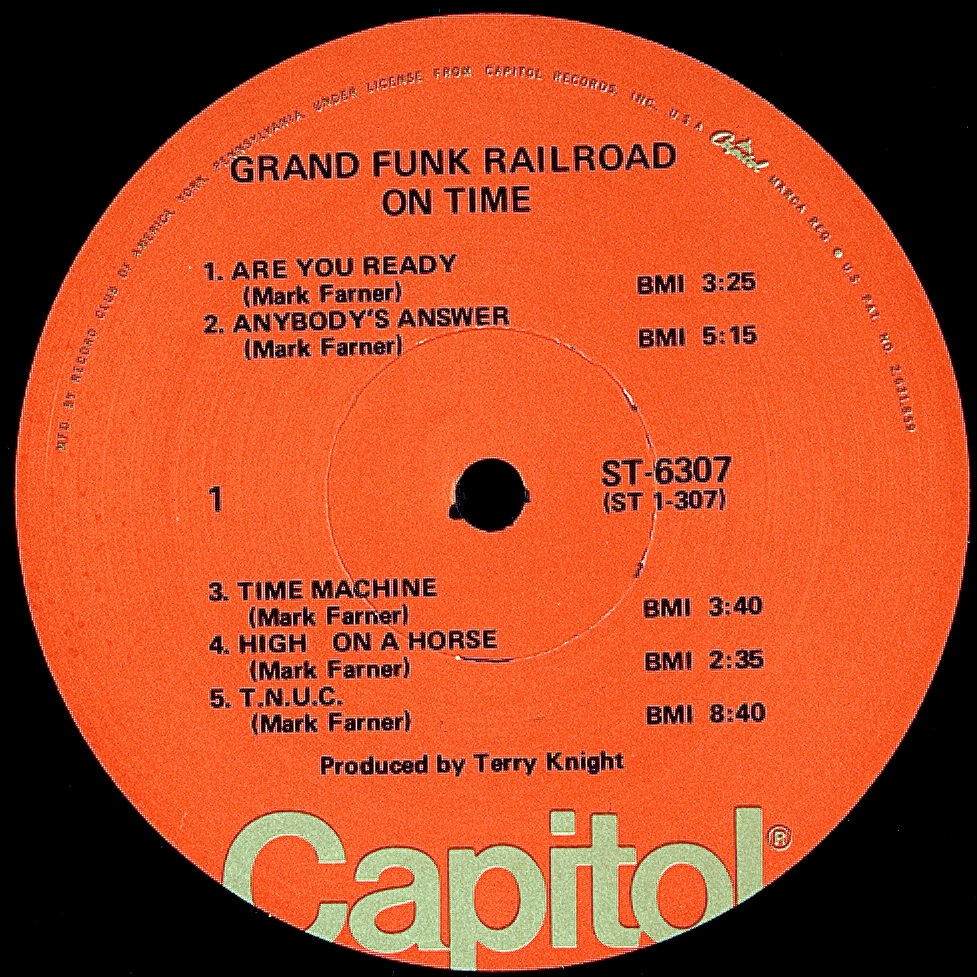 MFD BY RECORD CLUB OF AMERICA YORK, PENNSYLVANIA, UNDER LICENSE FROM CAPITOL RECORDS, INC. U S A Capitol MARCA REG. U.S. PAT. NO. 2,631,859
GRAND FUNK RAILROAD
ON TIME
1. ARE YOU READY
(Mark Farner) BMI 3:25
2. ANYBODY'S ANSWER
(Mark Farner) BMI 5:15
1
ST-6307
(ST 1-307)
3. TIME MACHINE
(Mark Farner) BMI 3:40
4. HIGH ON A HORSE
(Mark Farner) BMI 2:35
5. T.N.U.C.
(Mark Farner) BMI 8:40
Produced by Terry Knight
Capitol®